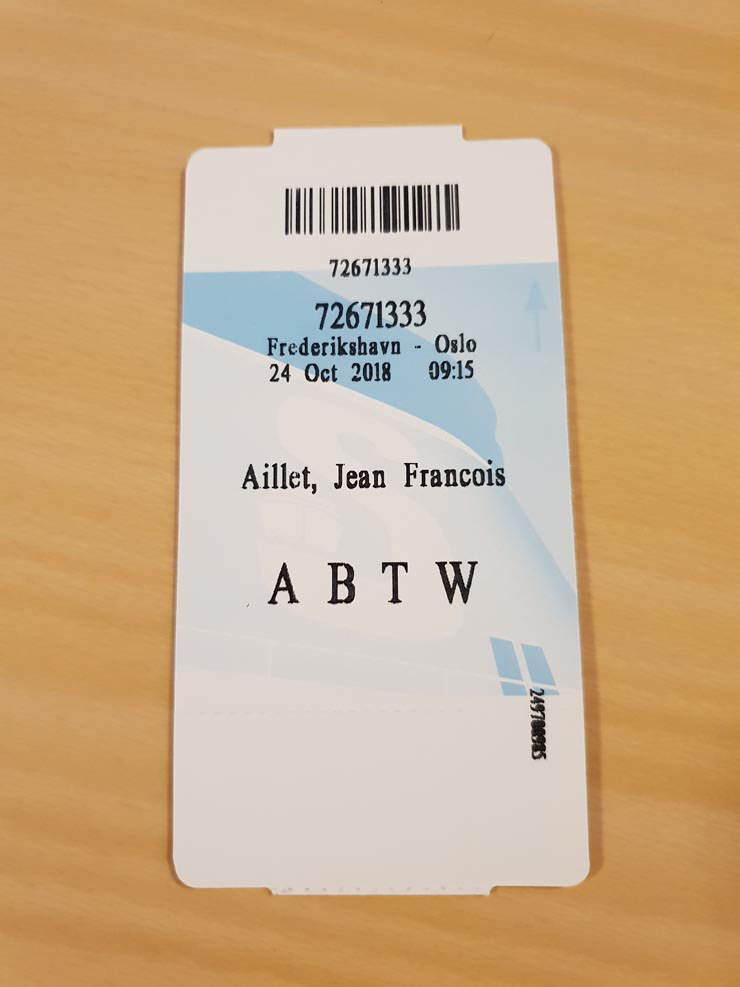 72671333
72671333
Frederikshavn - Oslo
24 Oct 2018 09:15
Aillet, Jean Francois
A B T W